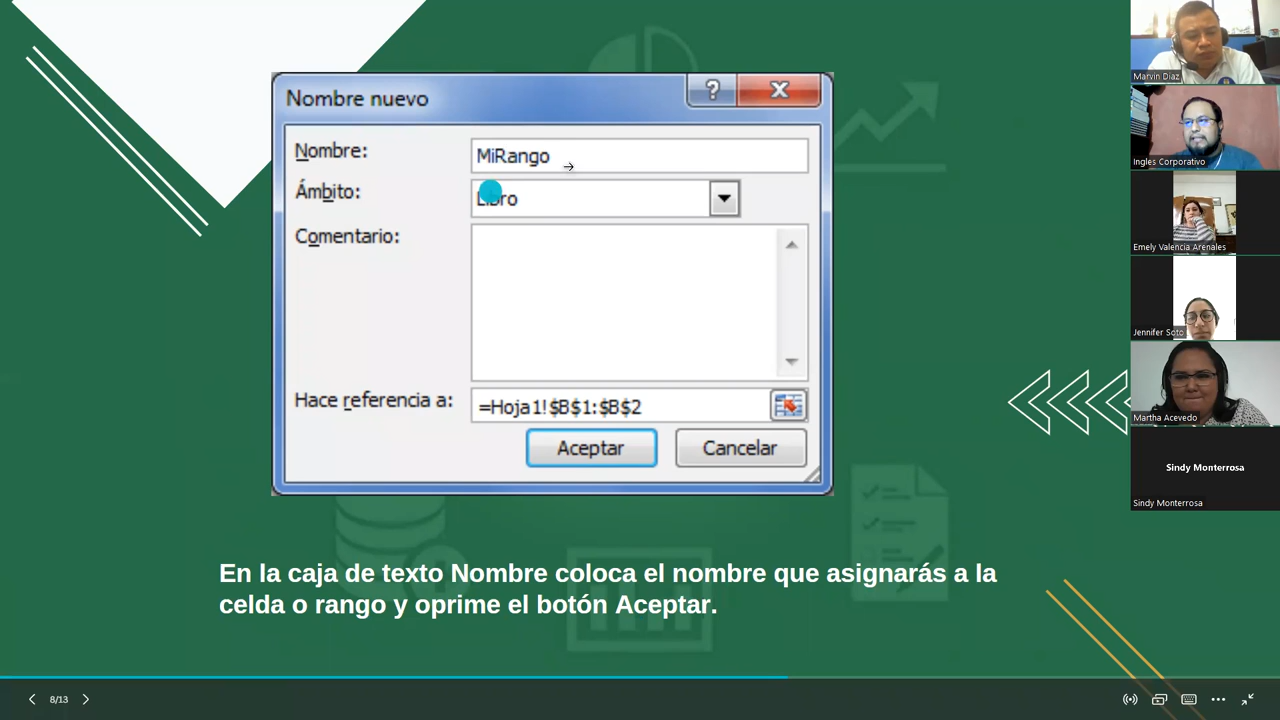 Nombre nuevo
?
Nombre:
MiRango
Ámbito:
Libro
Comentario:
Hace referencia a:
=Hoja1!$B$1:$B$2
Aceptar
Cancelar
En la caja de texto Nombre coloca el nombre que asignarás a la
celda o rango y oprime el botón Aceptar.
8/13
Marvin Diaz
Ingles Corporativo
Emely Valencia Arenales
Jennifer Soto
Martha Acevedo
Sindy Monterrosa
Sindy Monterrosa